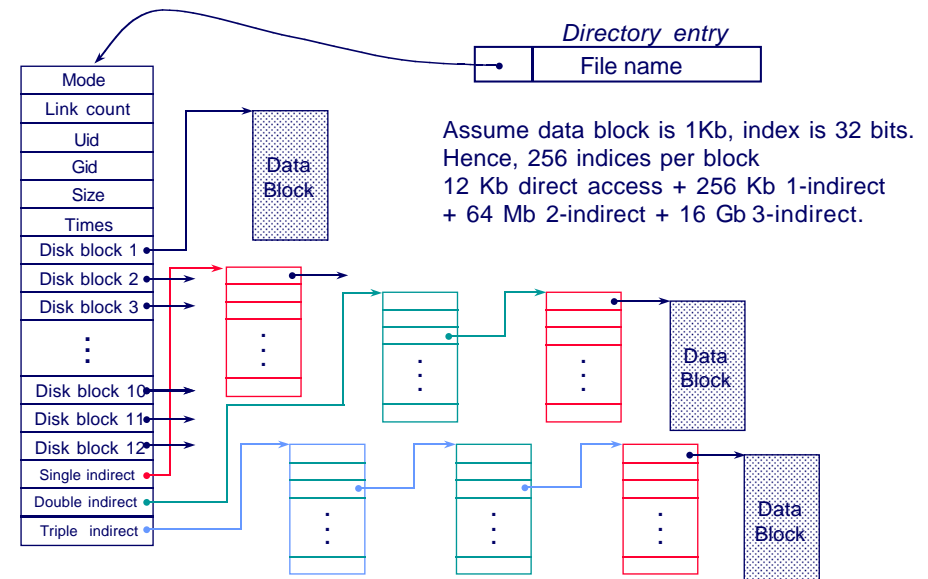 Directory entry
File name
Mode
Link count
Uid
Gid
Size
Times
Disk block 1
Disk block 2
Disk block 3
Disk block 10
Disk block 11
Disk block 12
Single indirect
Double indirect
Triple indirect
Data
Block
Assume data block is 1Kb, index is 32 bits.
Hence, 256 indices per block
12 Kb direct access + 256 Kb 1-indirect
+ 64 Mb 2-indirect + 16 Gb 3-indirect.
Data
Block
Data
Block